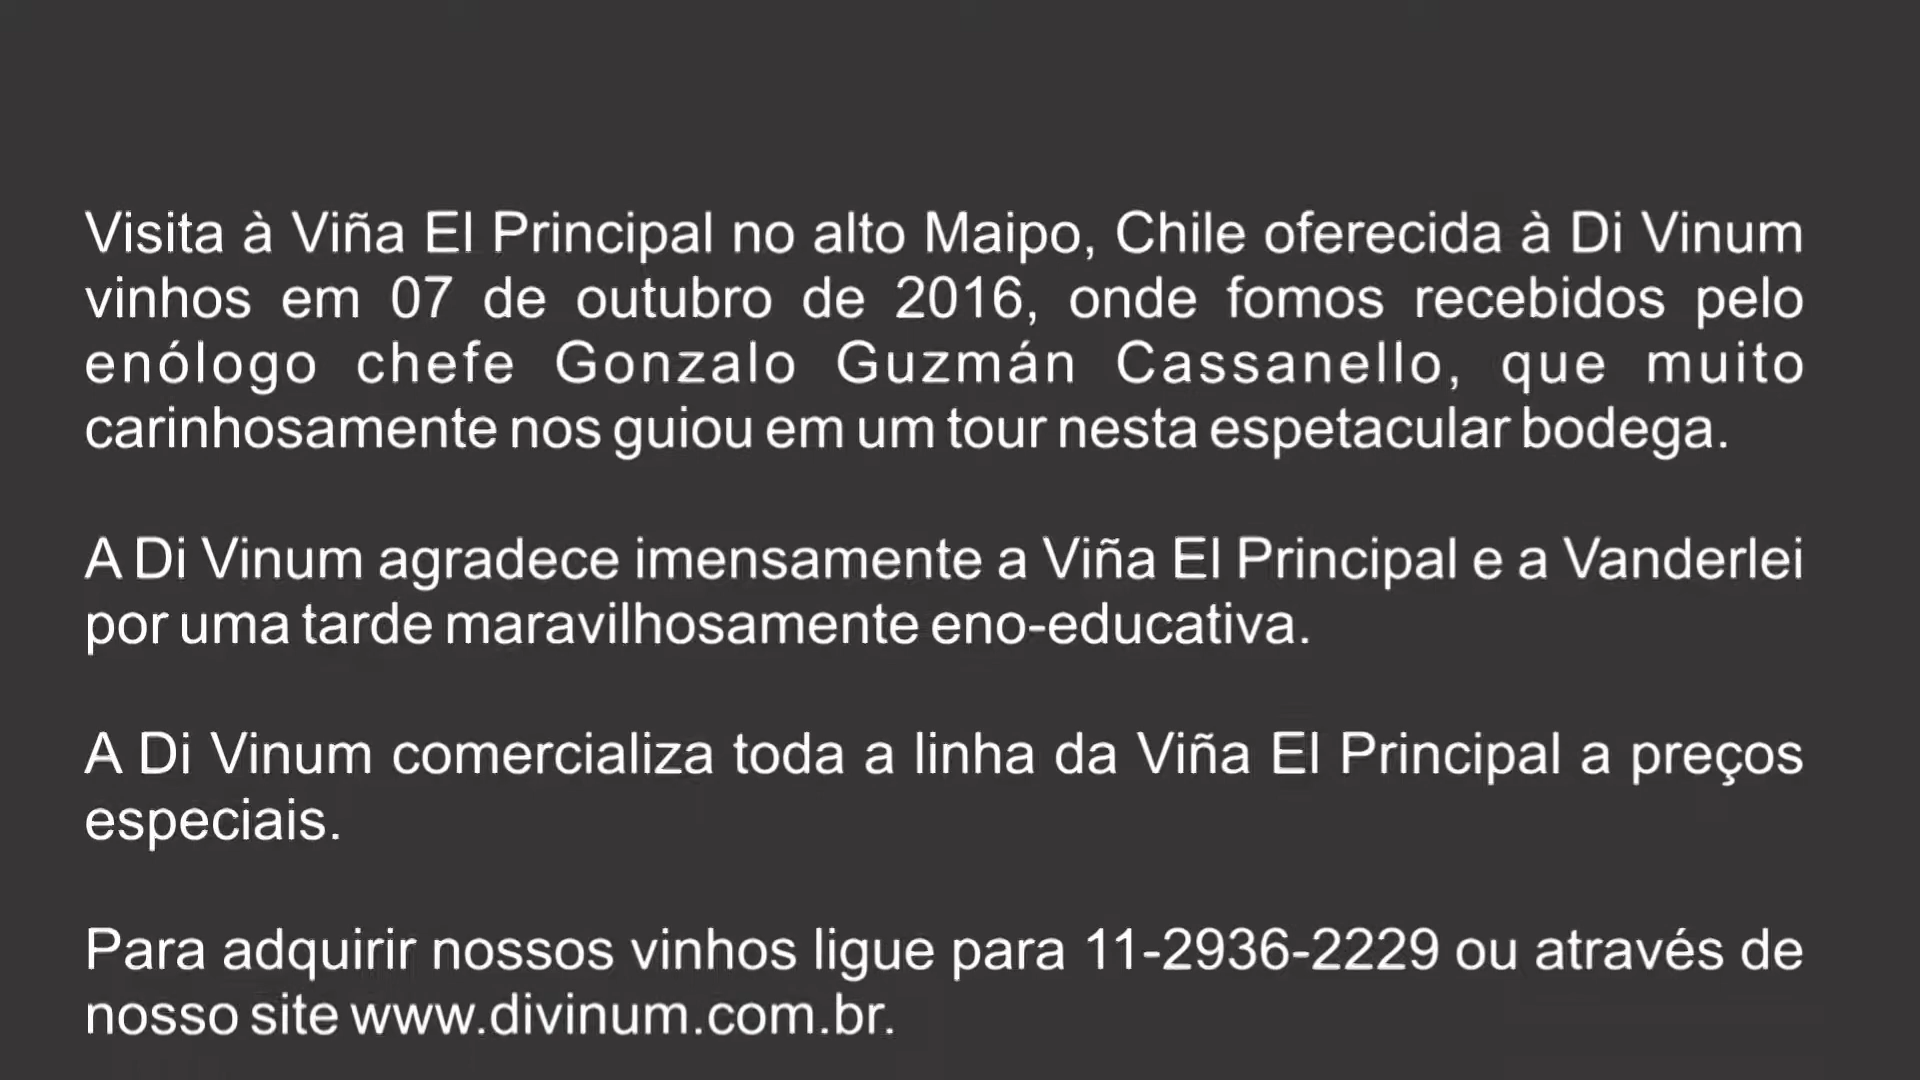 Visita à Viña El Principal no alto Maipo, Chile oferecida à Di Vinum
vinhos em 07 de outubro de 2016, onde fomos recebidos pelo
enólogo chefe Gonzalo Guzmán Cassanello, que muito
carinhosamente nos guiou em um tour nesta espetacular bodega.
A Di Vinum agradece imensamente a Viña El Principal e a Vanderlei
por uma tarde maravilhosamente eno-educativa.
A Di Vinum comercializa toda a linha da Viña El Principal a preços
especiais.
Para adquirir nossos vinhos ligue para 11-2936-2229 ou através de
nosso site www.divinum.com.br.